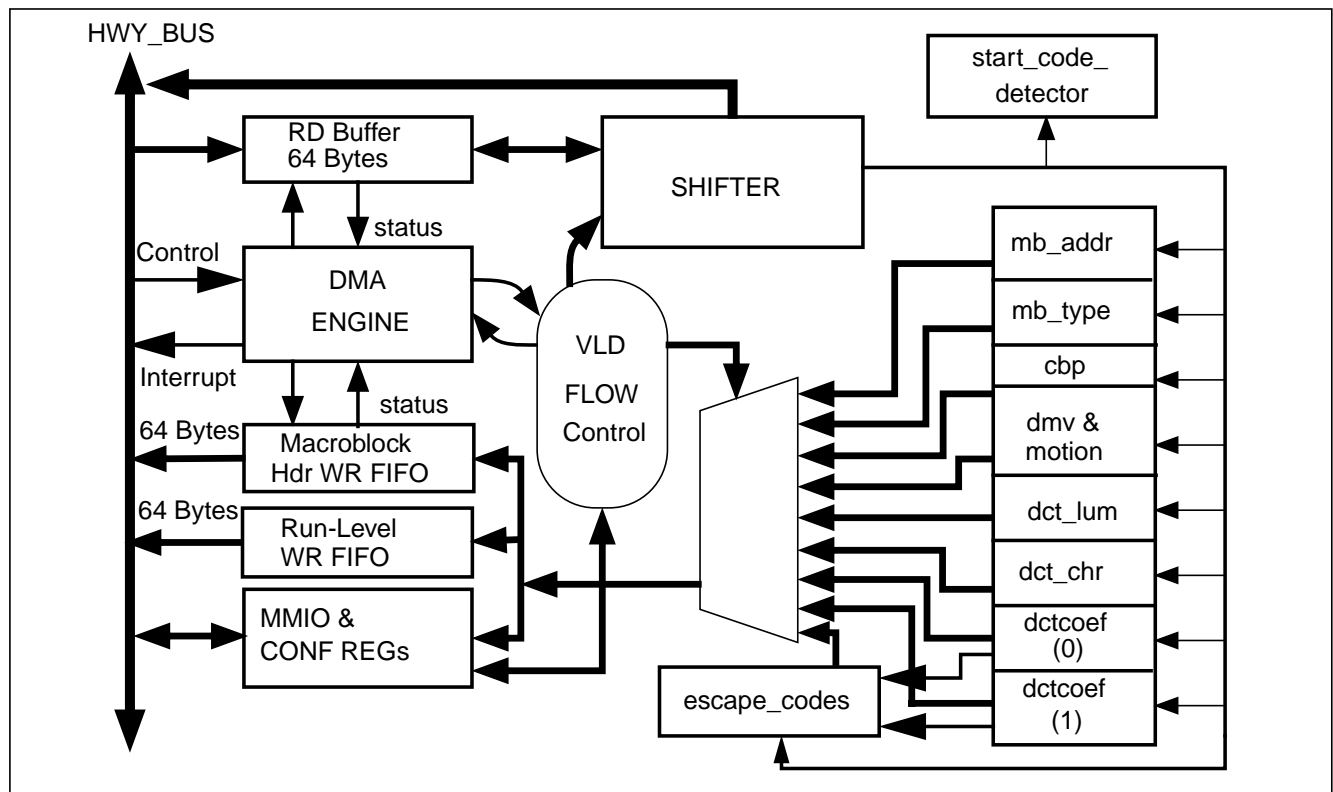 HWY_BUS
start_code_
detector
RD Buffer
64 Bytes
SHIFTER
status
Control
DMA
ENGINE
mb_addr
mb_type
VLD
FLOW
Control
Interrupt
status
cbp
dmv &
motion
64 Bytes
Macroblock
Hdr WR FIFO
64 Bytes
Run-Level
WR FIFO
dct_lum
dct_chr
MMIO &
CONF REGs
dctcoef
(0)
escape_codes
dctcoef
(1)